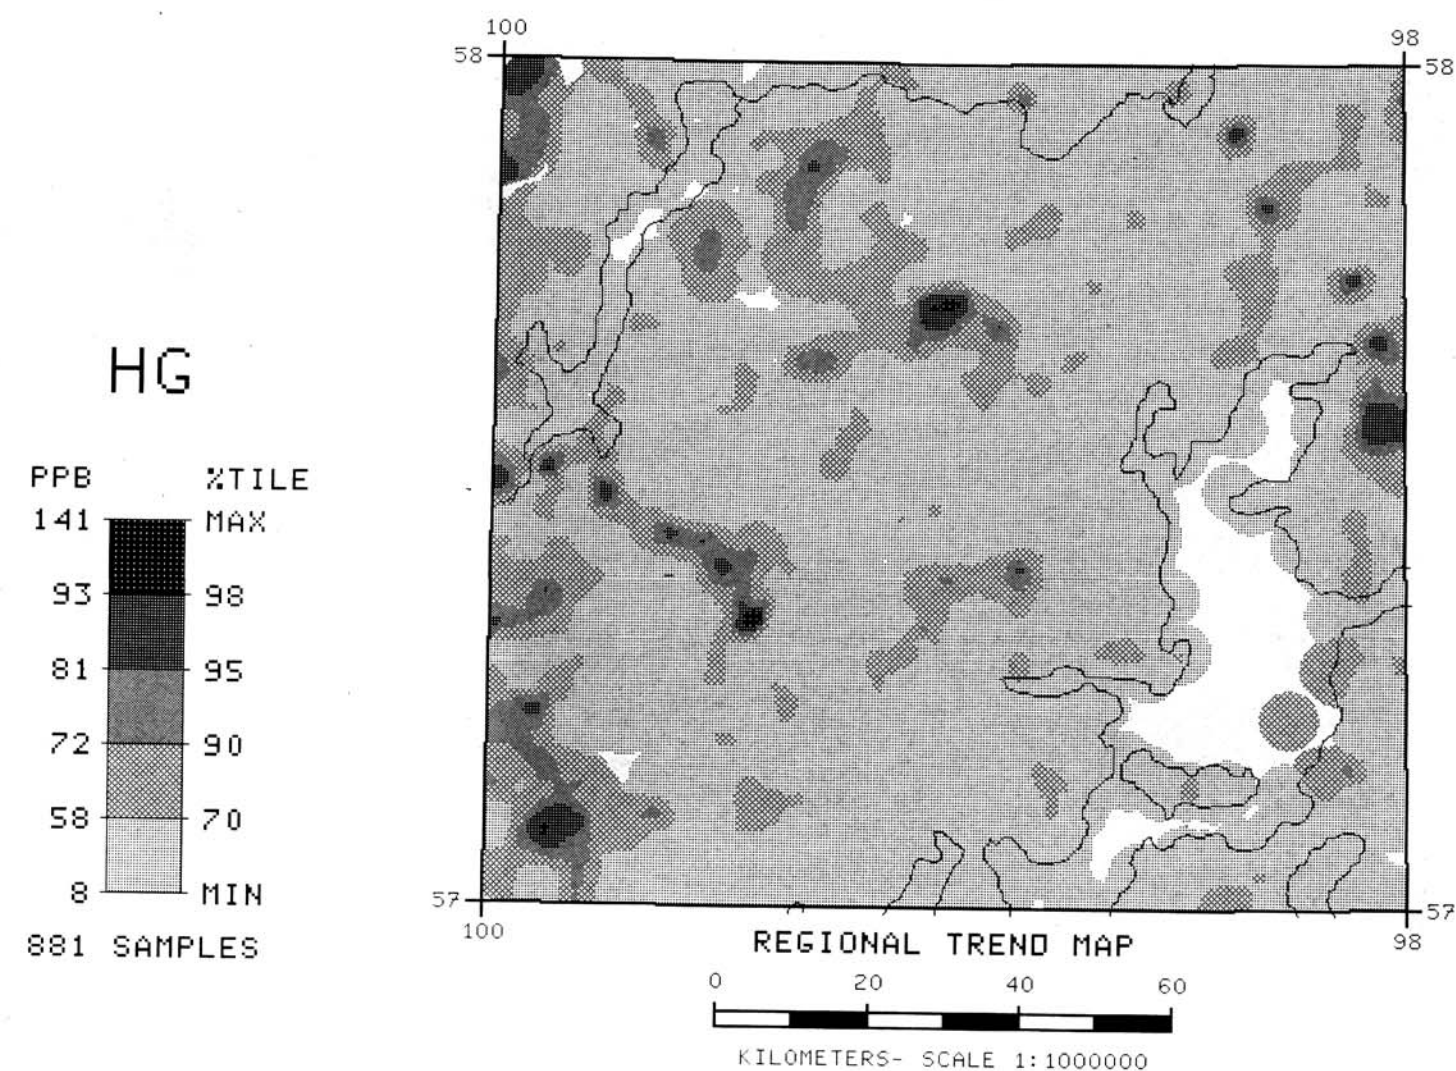 100
98
58
58
HG
PPB %TILE
141 MAX
93 98
81 95
72 90
58 70
8 MIN
881 SAMPLES
57
57
100
98
REGIONAL TREND MAP
0 20 40 60
KILOMETERS- SCALE 1:1000000